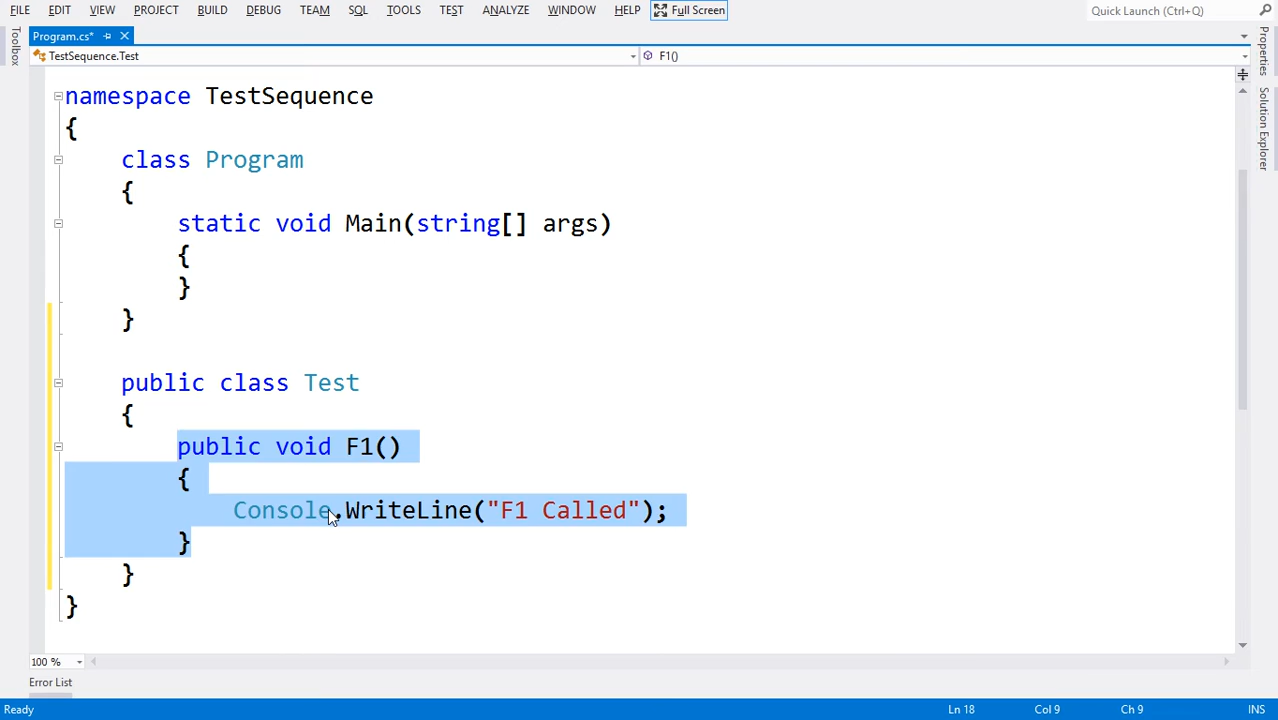 FILE EDIT VIEW PROJECT BUILD DEBUG TEAM SQL TOOLS TEST ANALYZE WINDOW HELP Full Screen Quick Launch (Ctrl+Q)
Program.cs*
TestSequence.Test F1()
Toolbox
Properties
Solution Explorer
namespace TestSequence
{
    class Program
    {
        static void Main(string[] args)
        {
        }
    }
    public class Test
    {
        public void F1()
        {
            Console.WriteLine("F1 Called");
        }
    }
}
100 %
Error List
Ready Ln 18 Col 9 Ch 9 INS